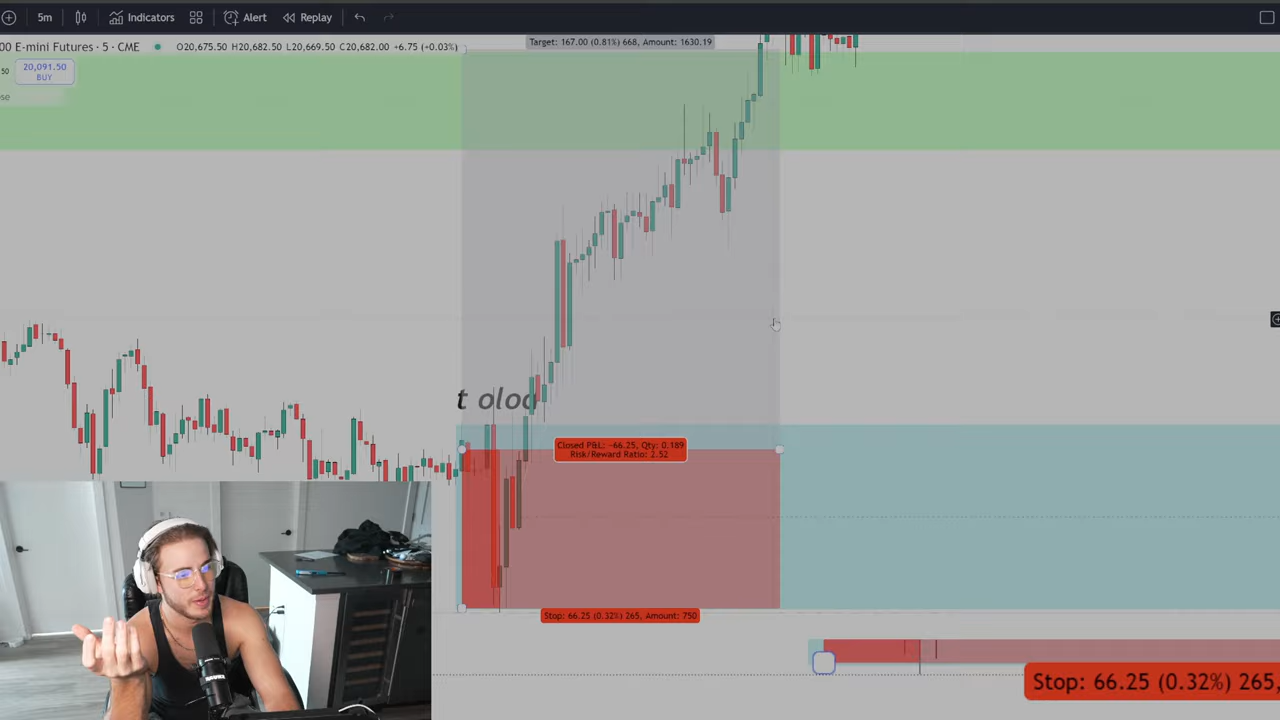 5m Indicators Alert Replay
00 E-mini Futures · 5 · CME O20,675.50 H20,682.50 L20,669.50 C20,682.00 +6.75 (+0.03%)
Target: 167.00 (0.81%) 668, Amount: 1630.19
50 20,091.50
BUY
se
t oloo
Closed P&L: −66.25, Qty: 0.189
Risk/Reward Ratio: 2.52
Stop: 66.25 (0.32%) 265, Amount: 750
Stop: 66.25 (0.32%) 265,